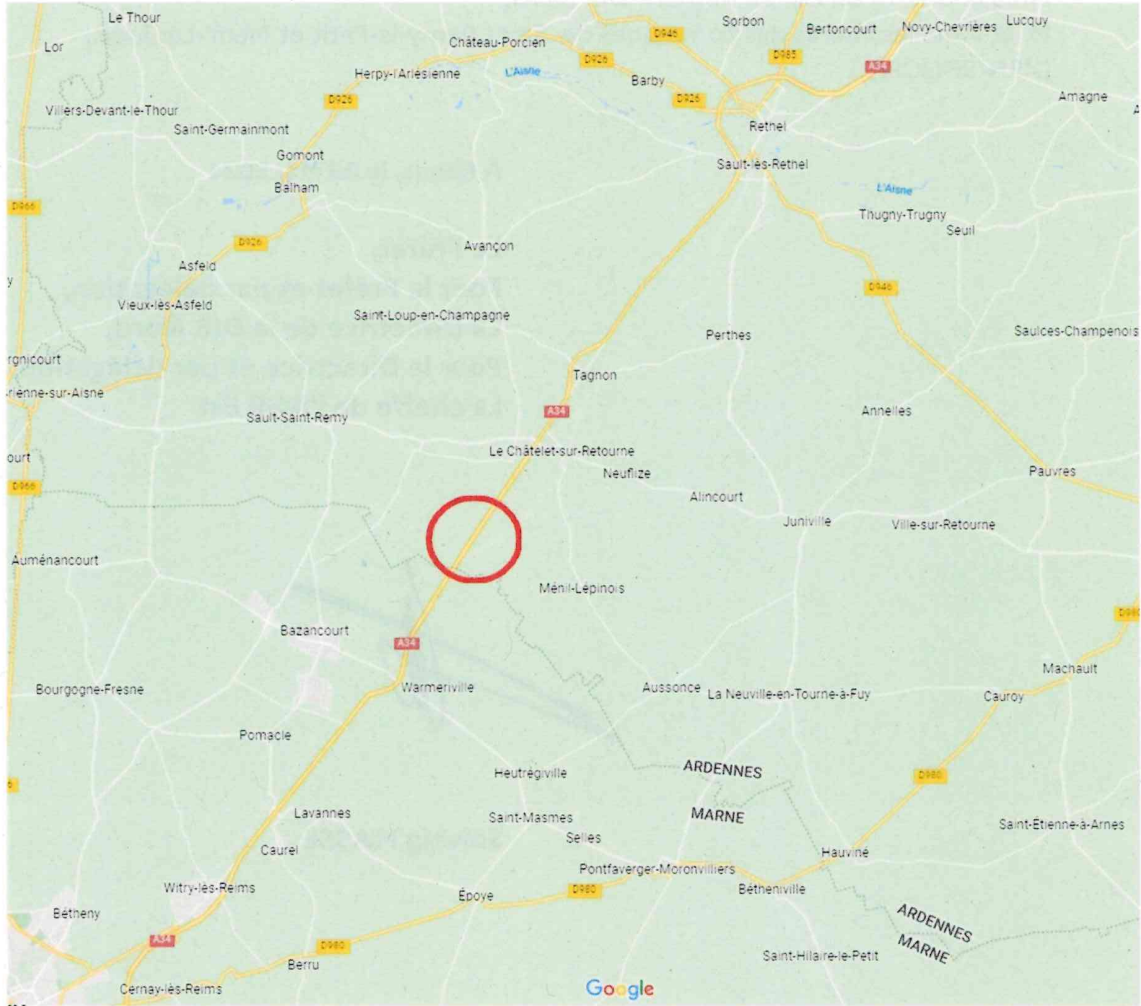 Le Thour
Sorbon
Bertoncourt
Novy-Chevrières
Lucquy
Lor
Château-Porcien
D946
D985
Herpy-l'Arlésienne
L'Aisne
D926
Barby
A34
D926
D926
Amagne
Villers-Devant-le-Thour
Saint-Germainmont
Rethel
Gomont
Sault-lès-Rethel
Balham
L'Aisne
D966
Thugny-Trugny
Seuil
D926
Avançon
Asfeld
D946
Vieux-lès-Asfeld
Saint-Loup-en-Champagne
Perthes
Saulces-Champenois
rgnicourt
Tagnon
rienne-sur-Aisne
A34
Annelles
Sault-Saint-Remy
Le Châtelet-sur-Retourne
ourt
Neuflize
Pauvres
D966
Alincourt
Juniville
Ville-sur-Retourne
Auménancourt
Ménil-Lépinois
D980
Bazancourt
A34
Machault
Bourgogne-Fresne
Warmeriville
Aussonce
La Neuville-en-Tourne-à-Fuy
Cauroy
Pomacle
ARDENNES
Heutrégiville
D980
MARNE
Lavannes
Saint-Masmes
Saint-Étienne-à-Arnes
Selles
Caurel
Hauviné
Pontfaverger-Moronvilliers
Witry-lès-Reims
Époye
D980
Bétheniville
Bétheny
ARDENNES
A34
D980
MARNE
Berru
Saint-Hilaire-le-Petit
Cernay-lès-Reims
Google